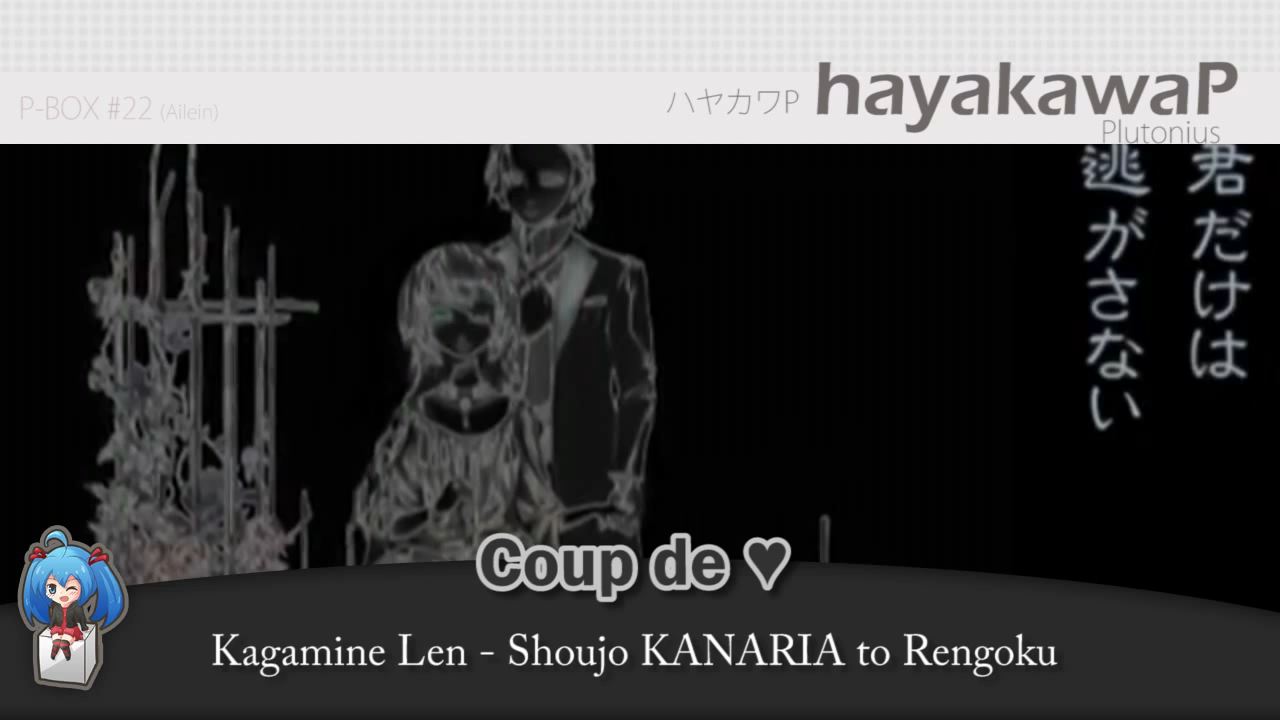 P-BOX #22 (Ailein)
ハヤカワP hayakawaP
Plutonius
君だけは
逃がさない
Coup de ♥
Kagamine Len - Shoujo KANARIA to Rengoku